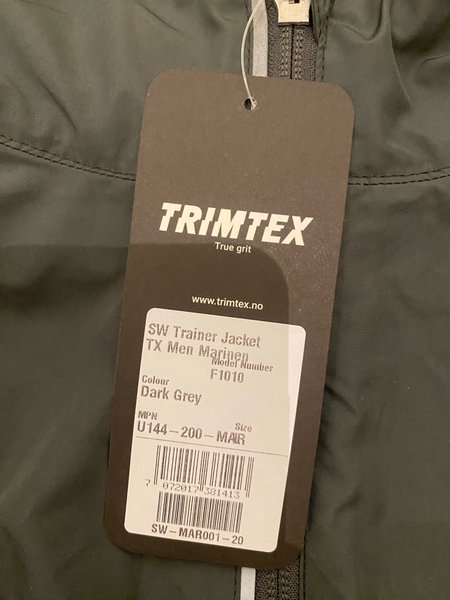 TRIMTEX
True grit
www.trimtex.no
SW Trainer Jacket
TX Men Marinen
Model Number
F1010
Colour
Dark Grey
MPN
Size
U144-200-MAR
7 072017 381413
SW-MAR001-20